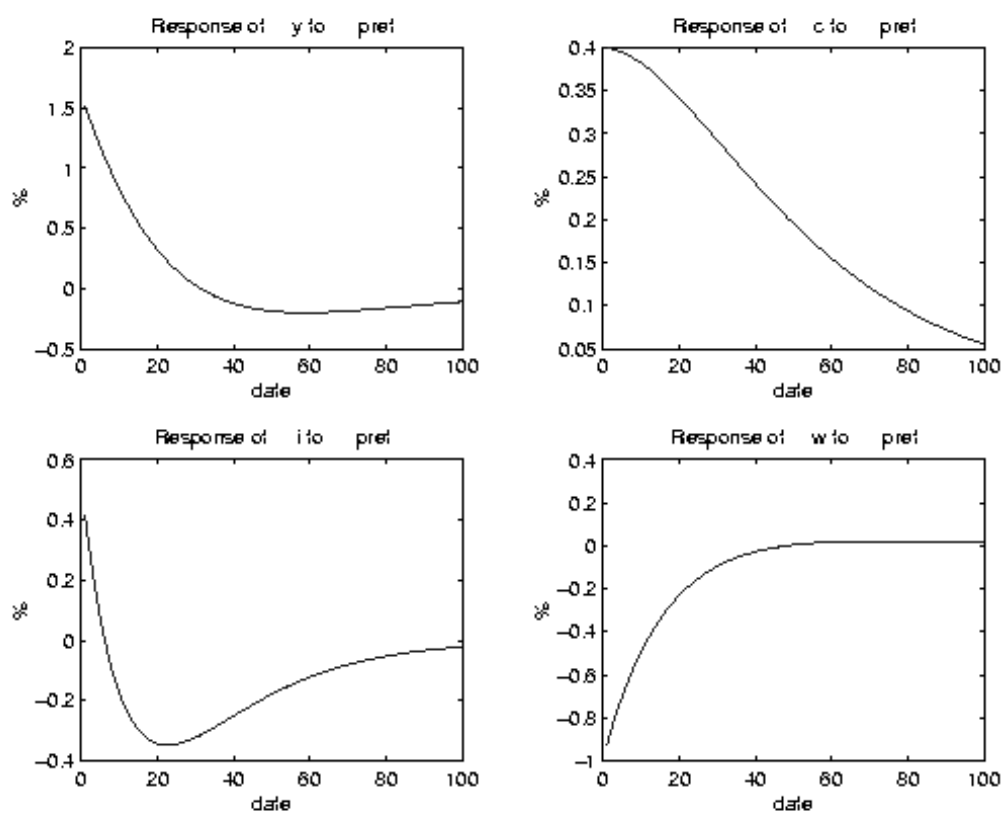 Response of y to pref
2
1.5
1
0.5
0
−0.5
%
0 20 40 60 80 100
date
Response of c to pref
0.4
0.35
0.3
0.25
0.2
0.15
0.1
0.05
%
0 20 40 60 80 100
date
Response of i to pref
0.6
0.4
0.2
0
−0.2
−0.4
%
0 20 40 60 80 100
date
Response of w to pref
0.4
0.2
0
−0.2
−0.4
−0.6
−0.8
−1
%
0 20 40 60 80 100
date